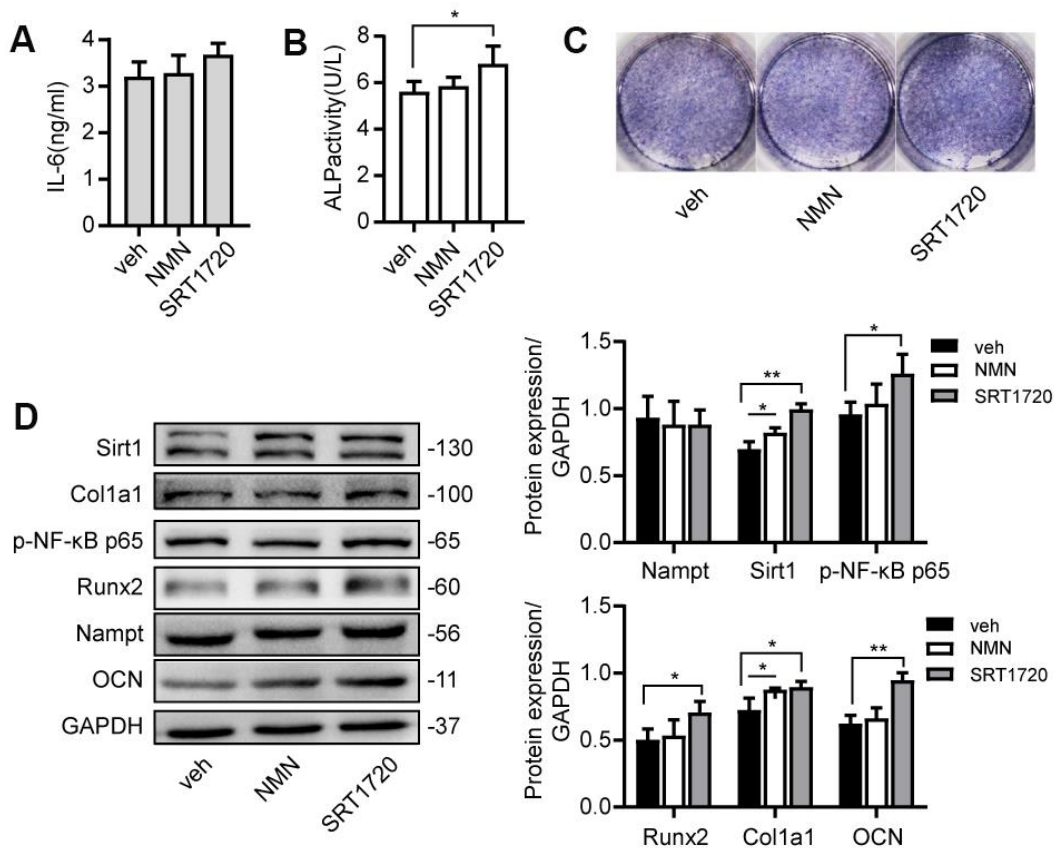 A
IL-6(ng/ml)
4
3
2
1
0
veh
NMN
SRT1720
B
ALPactivity(U/L)
8
6
4
2
0
*
veh
NMN
SRT1720
C
veh
NMN
SRT1720
D
Sirt1
-130
Col1a1
-100
p-NF-κB p65
-65
Runx2
-60
Nampt
-56
OCN
-11
GAPDH
-37
veh
NMN
SRT1720
Protein expression/
GAPDH
1.5
1.0
0.5
0.0
**
*
*
veh
NMN
SRT1720
Nampt
Sirt1
p-NF-κB p65
Protein expression/
GAPDH
1.5
1.0
0.5
0.0
*
*
*
**
veh
NMN
SRT1720
Runx2
Col1a1
OCN